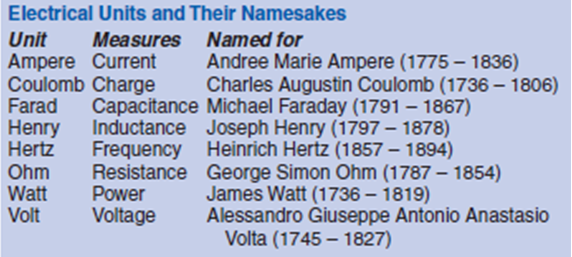 Electrical Units and Their Namesakes
Unit Measures Named for
Ampere Current Andree Marie Ampere (1775 – 1836)
Coulomb Charge Charles Augustin Coulomb (1736 – 1806)
Farad Capacitance Michael Faraday (1791 – 1867)
Henry Inductance Joseph Henry (1797 – 1878)
Hertz Frequency Heinrich Hertz (1857 – 1894)
Ohm Resistance George Simon Ohm (1787 – 1854)
Watt Power James Watt (1736 – 1819)
Volt Voltage Alessandro Giuseppe Antonio Anastasio
Volta (1745 – 1827)